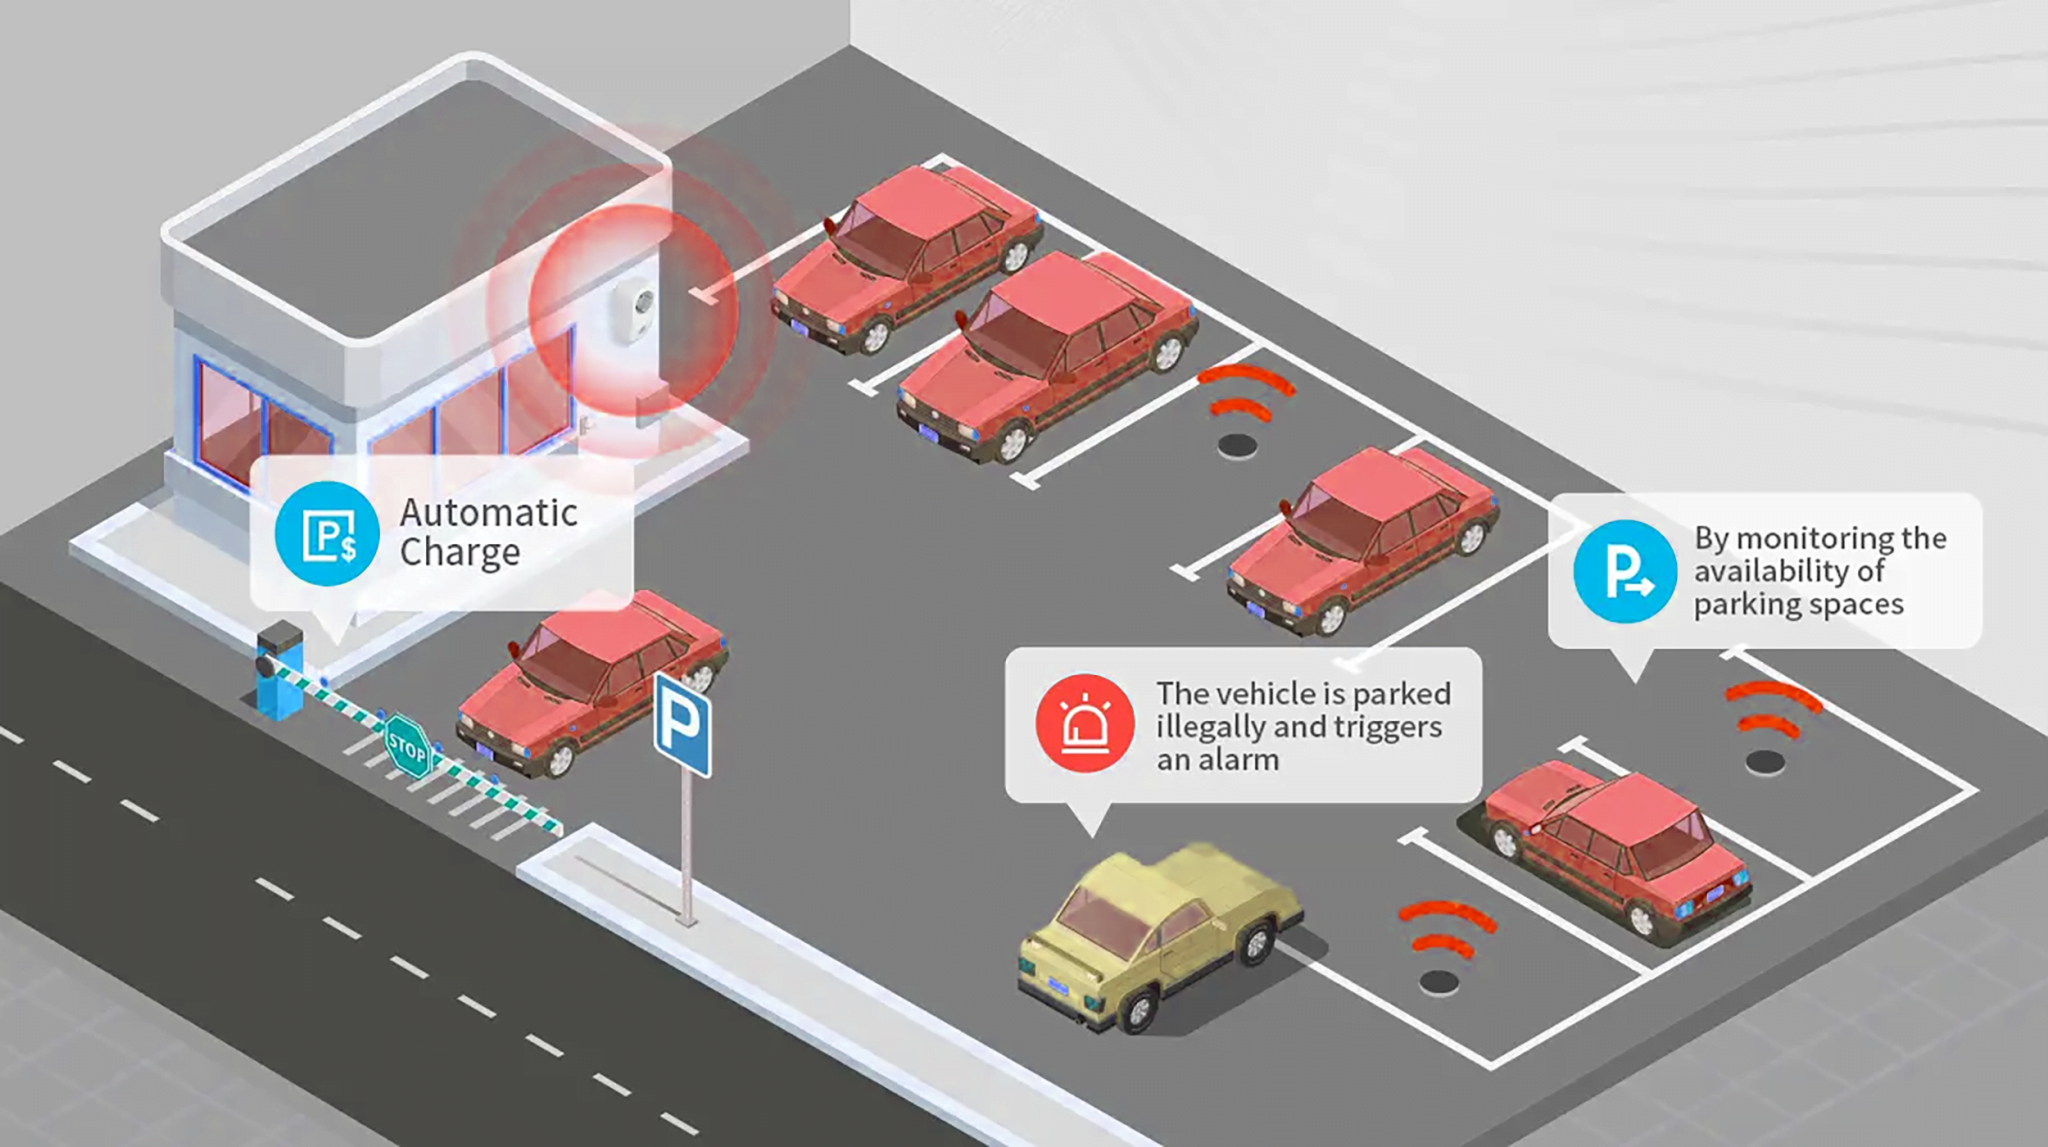 Automatic
Charge
P$
By monitoring the
availability of
parking spaces
P
The vehicle is parked
illegally and triggers
an alarm
P
STOP